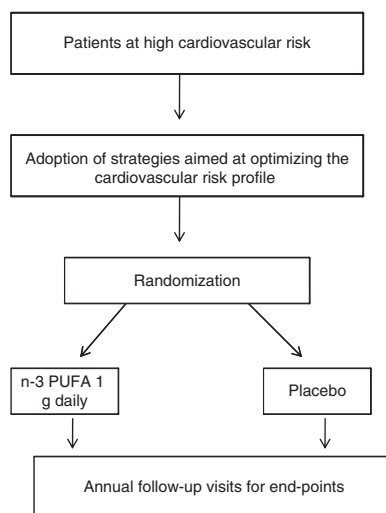 Patients at high cardiovascular risk
Adoption of strategies aimed at optimizing the
cardiovascular risk profile
Randomization
n-3 PUFA 1
g daily
Placebo
Annual follow-up visits for end-points